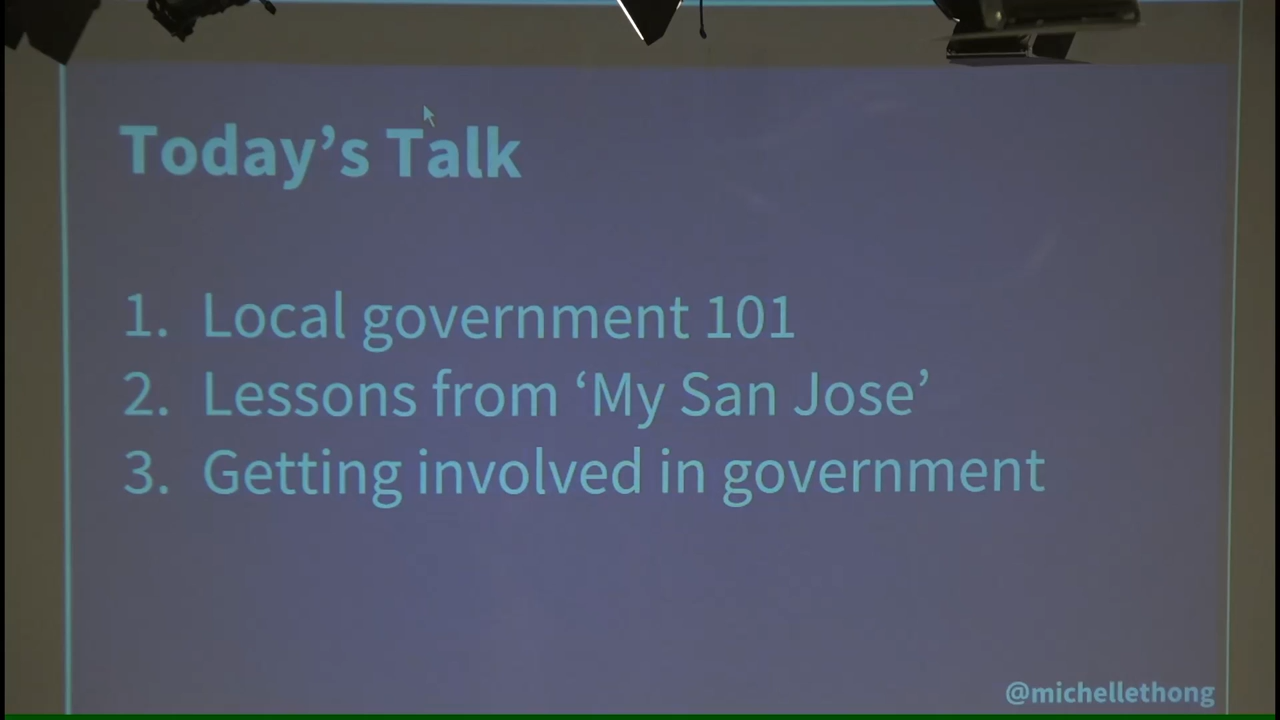 Today’s Talk
1. Local government 101
2. Lessons from ‘My San Jose’
3. Getting involved in government
@michellethong